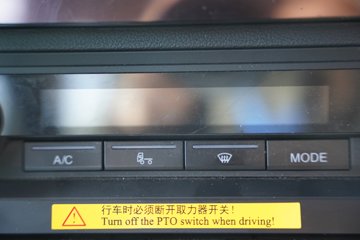 A/C MODE
行车时必须断开取力器开关！
Turn off the PTO switch when driving!